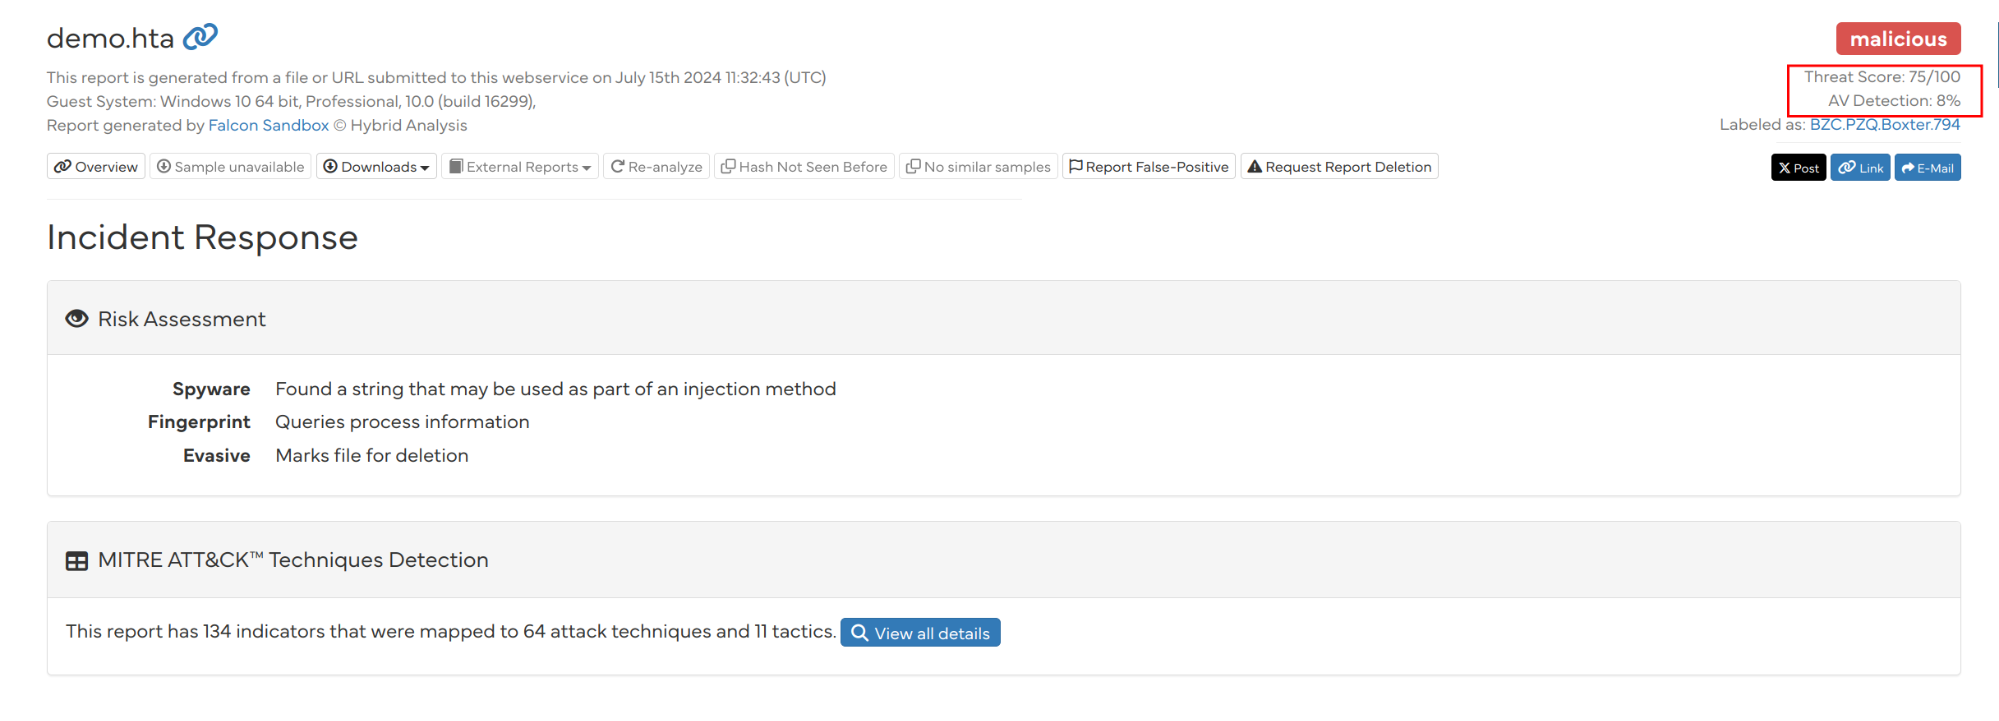 demo.hta
malicious
This report is generated from a file or URL submitted to this webservice on July 15th 2024 11:32:43 (UTC)
Threat Score: 75/100
Guest System: Windows 10 64 bit, Professional, 10.0 (build 16299),
AV Detection: 8%
Report generated by Falcon Sandbox © Hybrid Analysis
Labeled as: BZC.PZQ.Boxter.794
Overview Sample unavailable Downloads External Reports Re-analyze Hash Not Seen Before No similar samples Report False-Positive Request Report Deletion
X Post Link E-Mail
Incident Response
Risk Assessment
Spyware Found a string that may be used as part of an injection method
Fingerprint Queries process information
Evasive Marks file for deletion
MITRE ATT&CK™ Techniques Detection
This report has 134 indicators that were mapped to 64 attack techniques and 11 tactics. View all details